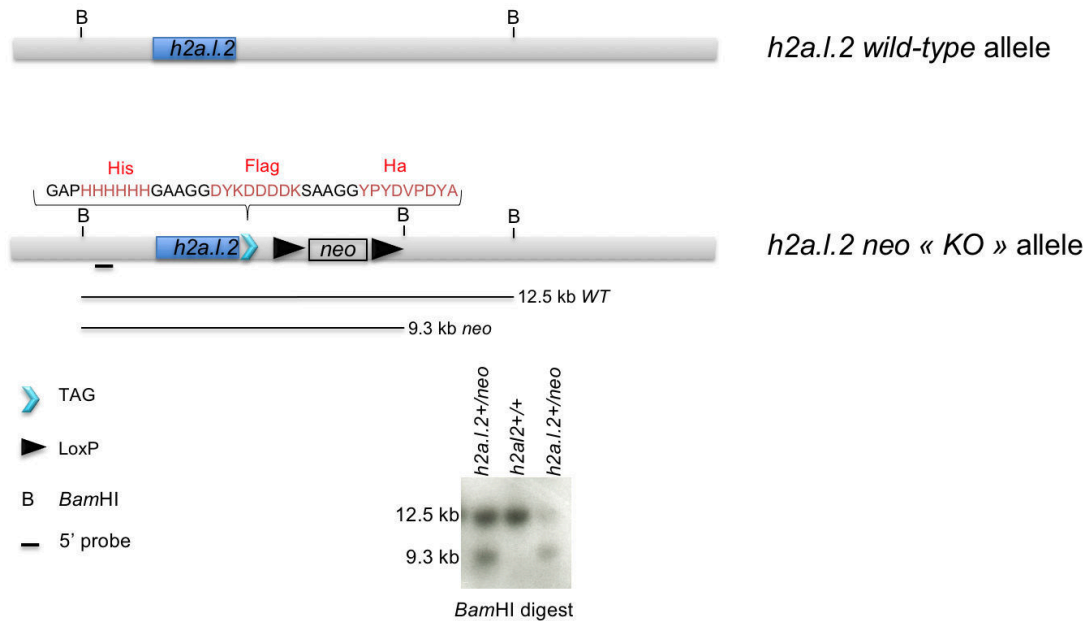 B B
h2a.l.2
h2a.l.2 wild-type allele
His Flag Ha
GAPHHHHHHGAAGGDYKDDDDKSAAGGYPYDVPDYA
B B B
h2a.l.2 neo
h2a.l.2 neo « KO » allele
12.5 kb WT
9.3 kb neo
TAG
LoxP
B BamHI
5’ probe
h2a.l.2+/neo
h2al2+/+
h2a.l.2+/neo
12.5 kb
9.3 kb
BamHI digest